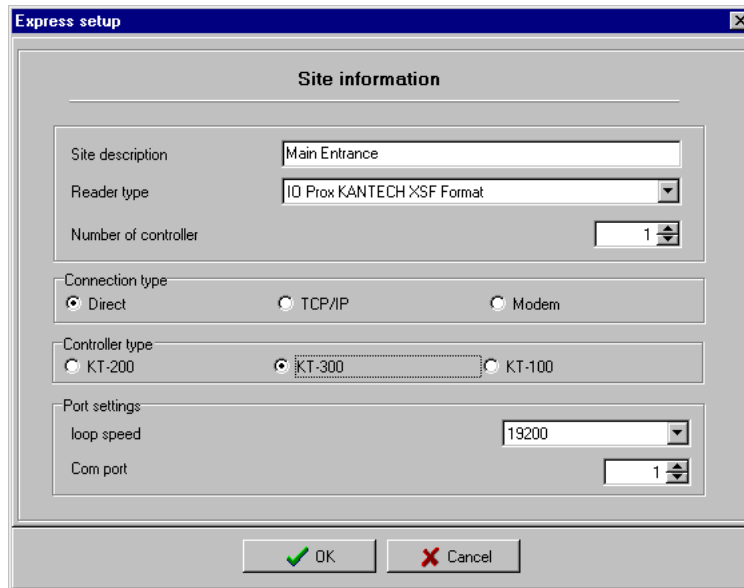 Express setup
Site information
Site description Main Entrance
Reader type IO Prox KANTECH XSF Format
Number of controller 1
Connection type
Direct TCP/IP Modem
Controller type
KT-200 KT-300 KT-100
Port settings
loop speed 19200
Com port 1
OK Cancel